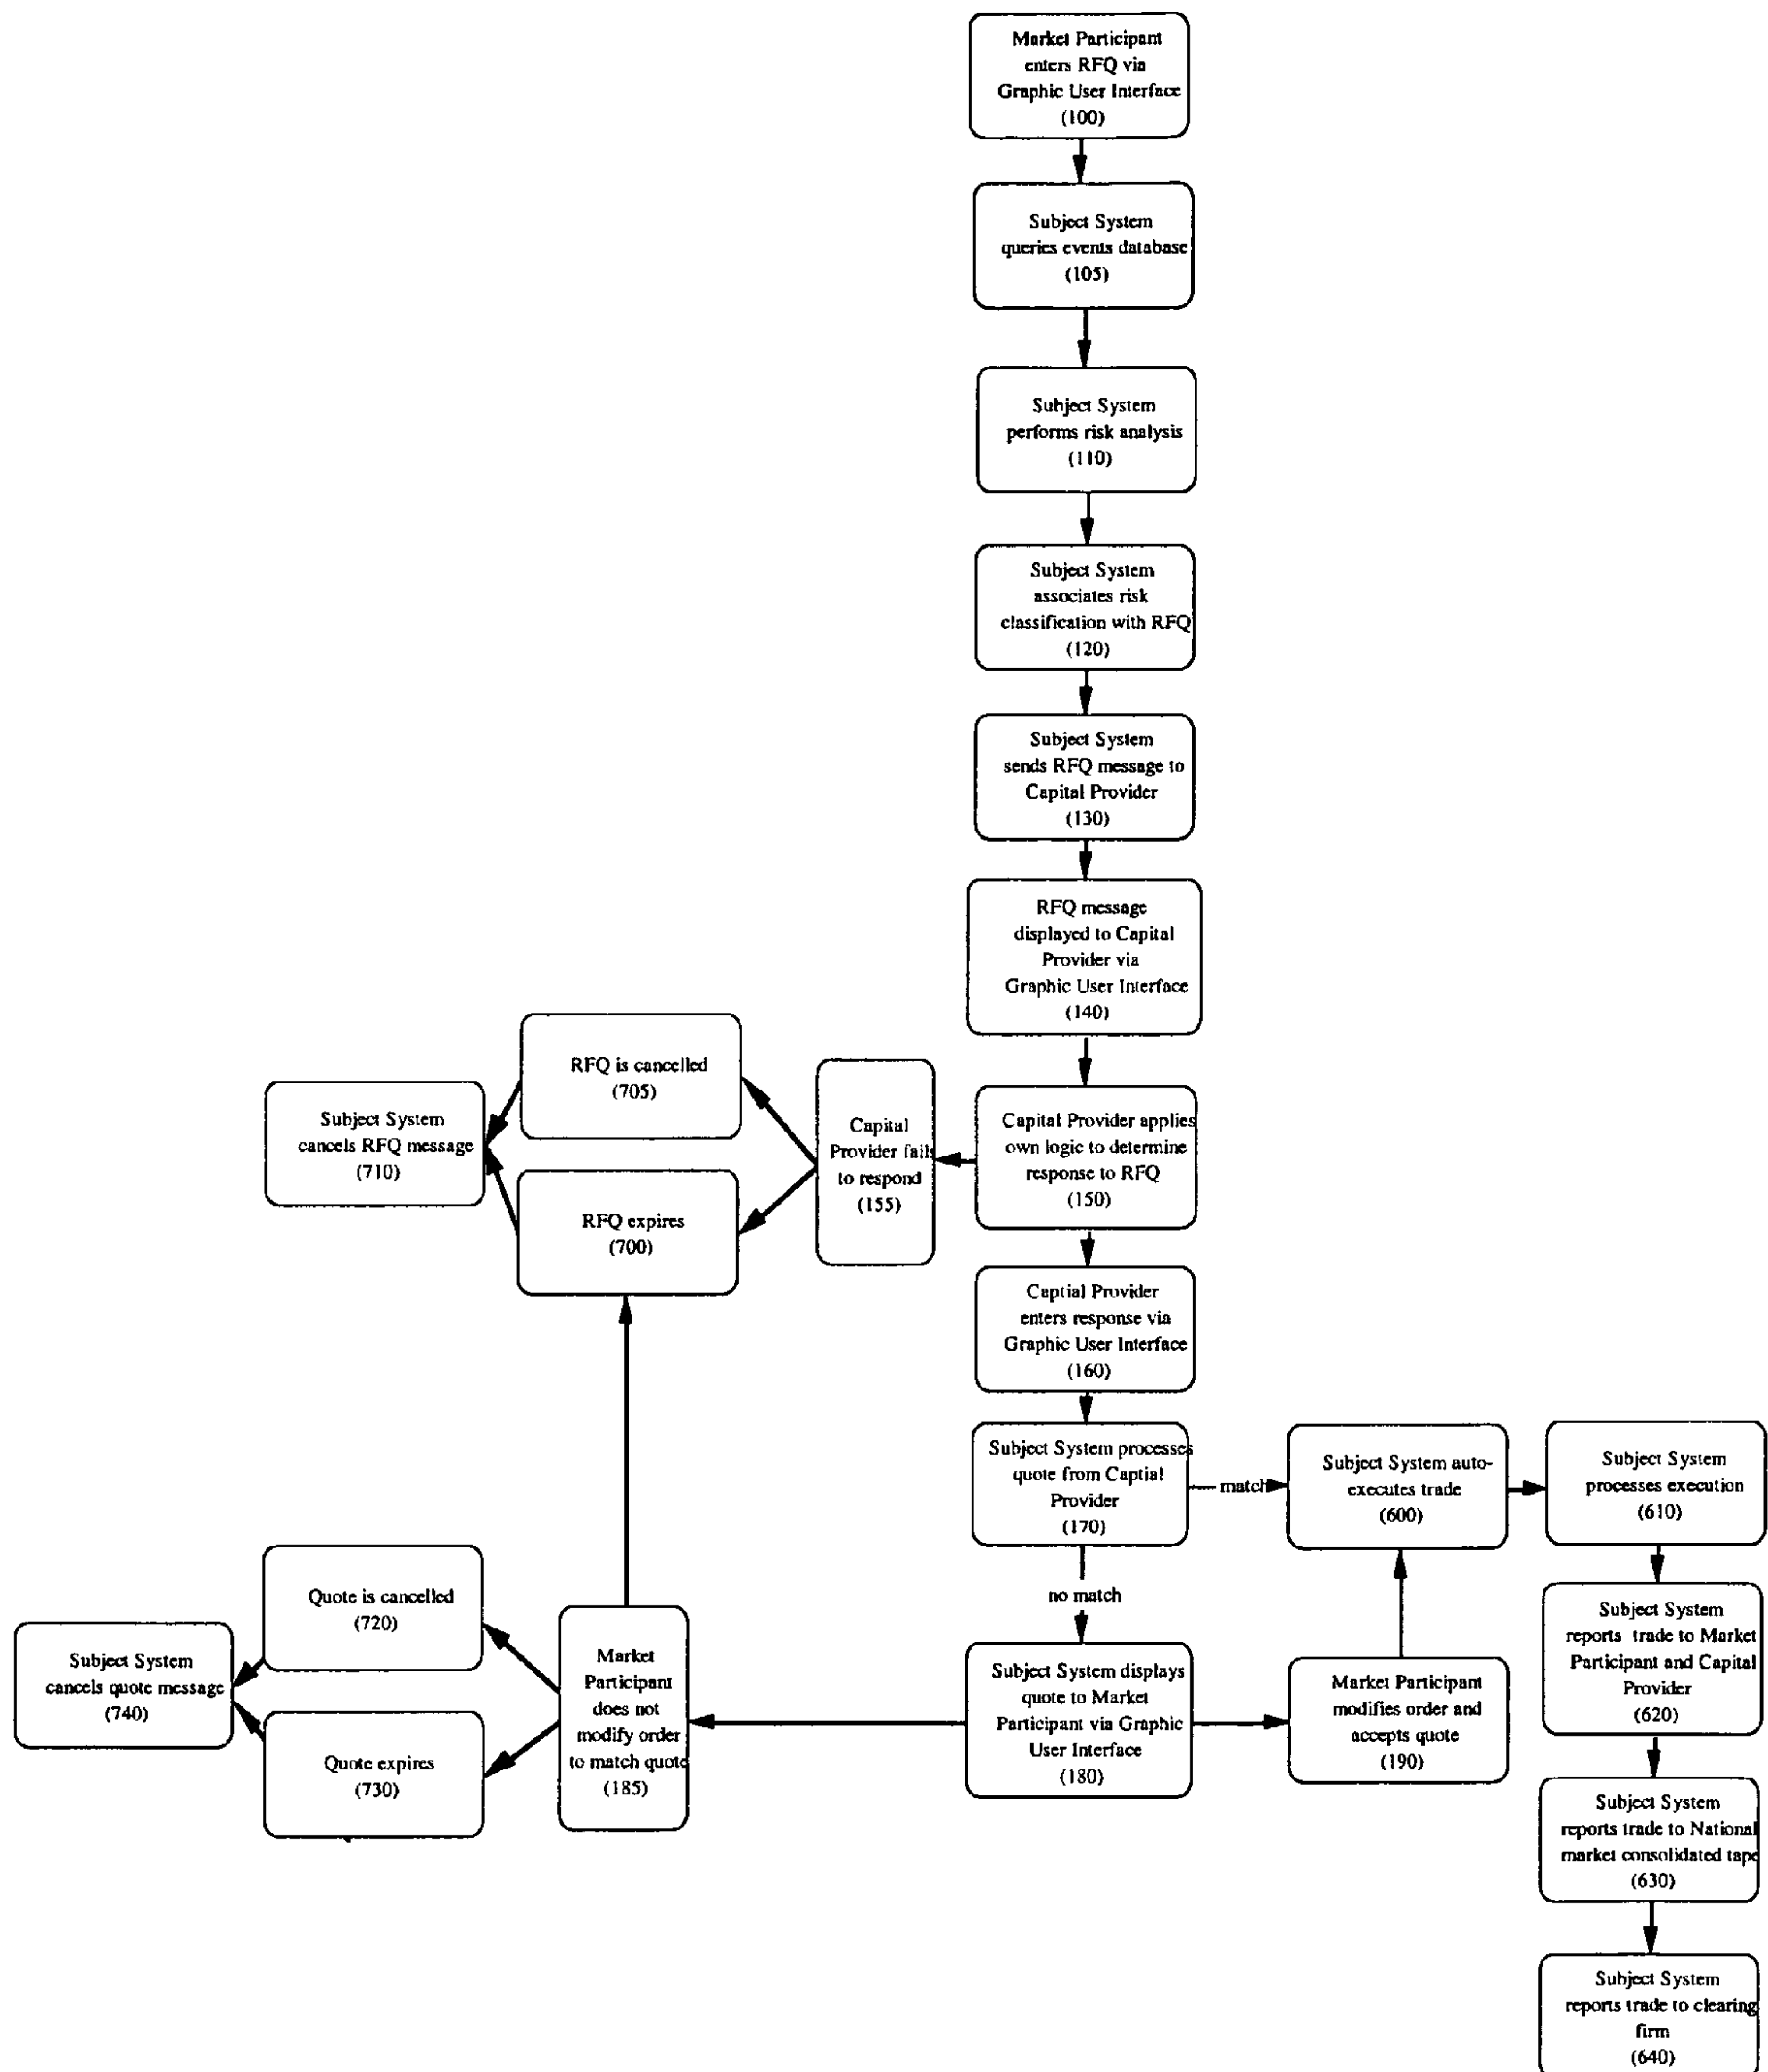 Market Participant
enters RFQ via
Graphic User Interface
(100)
Subject System
queries events database
(105)
Subject System
performs risk analysis
(110)
Subject System
associates risk
classification with RFQ
(120)
Subject System
sends RFQ message to
Capital Provider
(130)
RFQ message
displayed to Capital
Provider via
Graphic User Interface
(140)
RFQ is cancelled
(705)
Subject System
cancels RFQ message
(710)
Capital
Provider fails
to respond
(155)
Capital Provider applies
own logic to determine
response to RFQ
(150)
RFQ expires
(700)
Captial Provider
enters response via
Graphic User Interface
(160)
Subject System processes
quote from Captial
Provider
(170)
match
Subject System auto-
executes trade
(600)
Subject System
processes execution
(610)
no match
Quote is cancelled
(720)
Subject System
cancels quote message
(740)
Quote expires
(730)
Market
Participant
does not
modify order
to match quote
(185)
Subject System displays
quote to Market
Participant via Graphic
User Interface
(180)
Market Participant
modifies order and
accepts quote
(190)
Subject System
reports trade to Market
Participant and Capital
Provider
(620)
Subject System
reports trade to National
market consolidated tape
(630)
Subject System
reports trade to clearing
firm
(640)